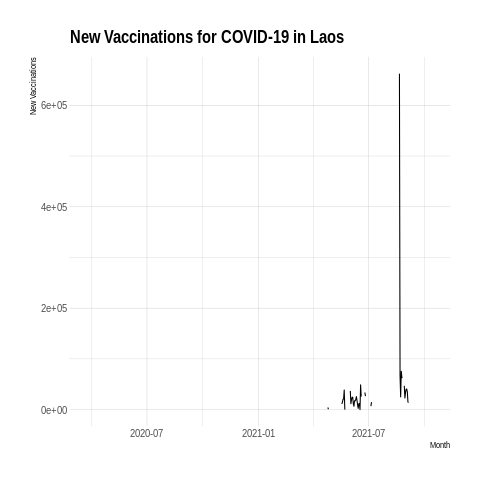 New Vaccinations for COVID-19 in Laos
New Vaccinations
6e+05
4e+05
2e+05
0e+00
2020-07
2021-01
2021-07
Month